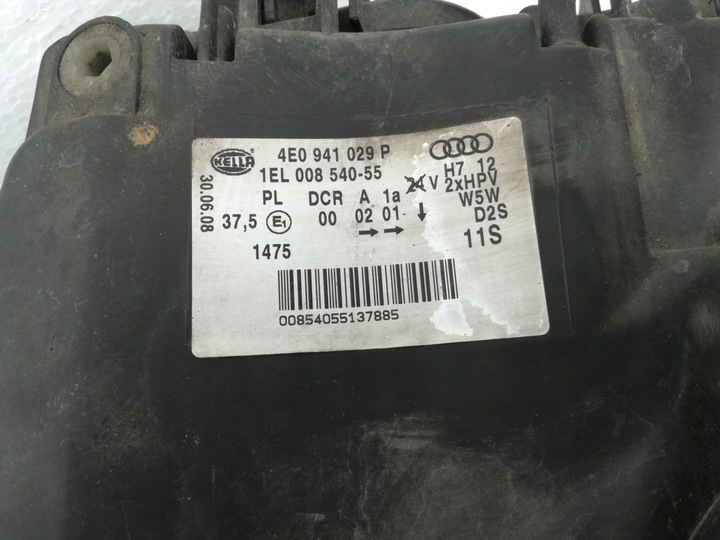 HELLA ®
4E0 941 029 P
1EL 008 540-55
H7 12
24 V 2xHPV
W5W
D2S
11S
30.06.08
PL DCR A 1a
37,5 E1 00 02 01
1475
00854055137885